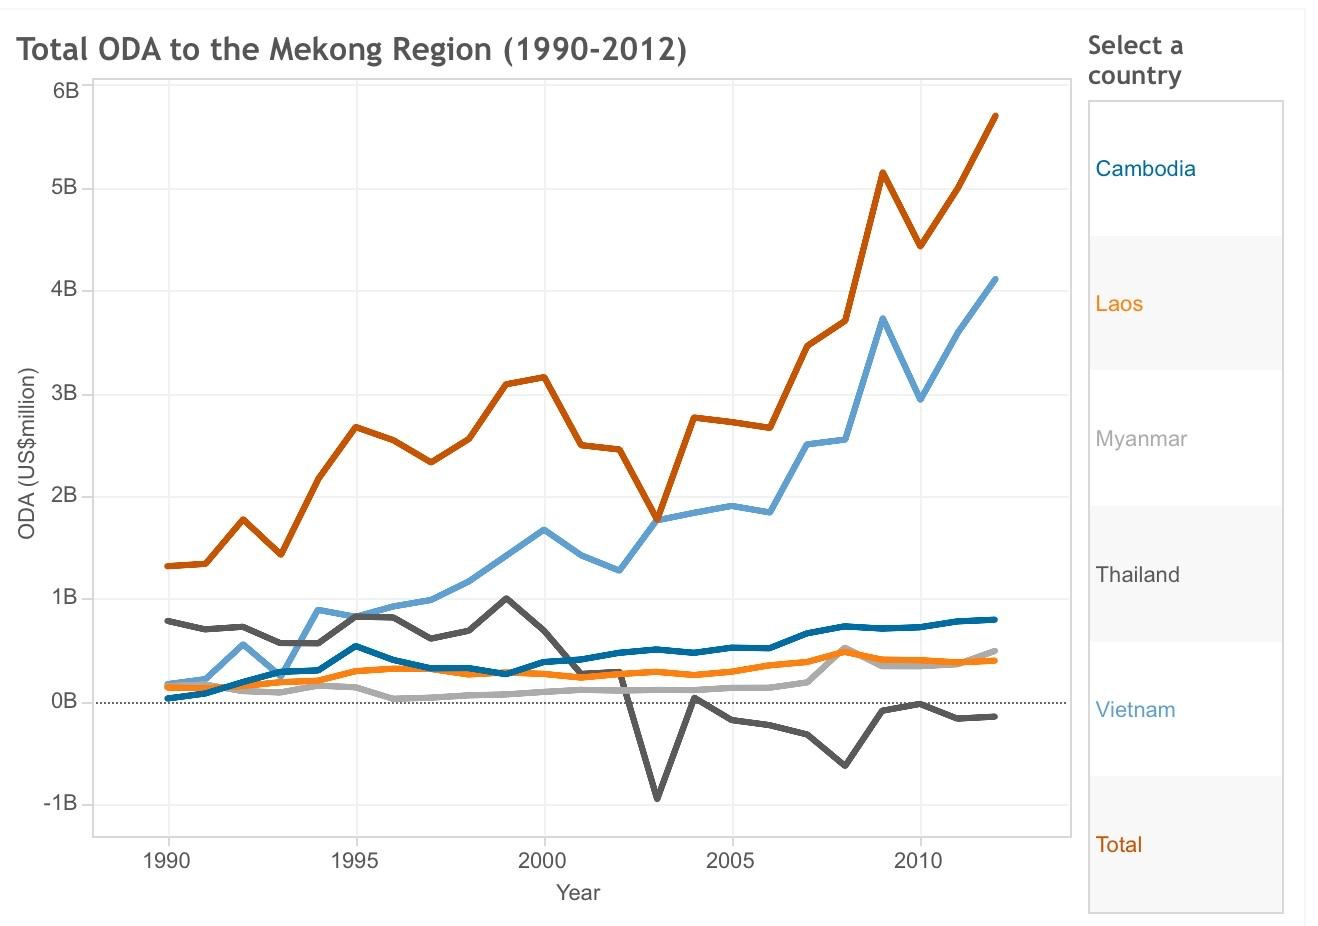 Total ODA to the Mekong Region (1990-2012)
Select a
country
6B
5B
4B
3B
2B
1B
0B
-1B
ODA (US$million)
1990
1995
2000
2005
2010
Year
Cambodia
Laos
Myanmar
Thailand
Vietnam
Total